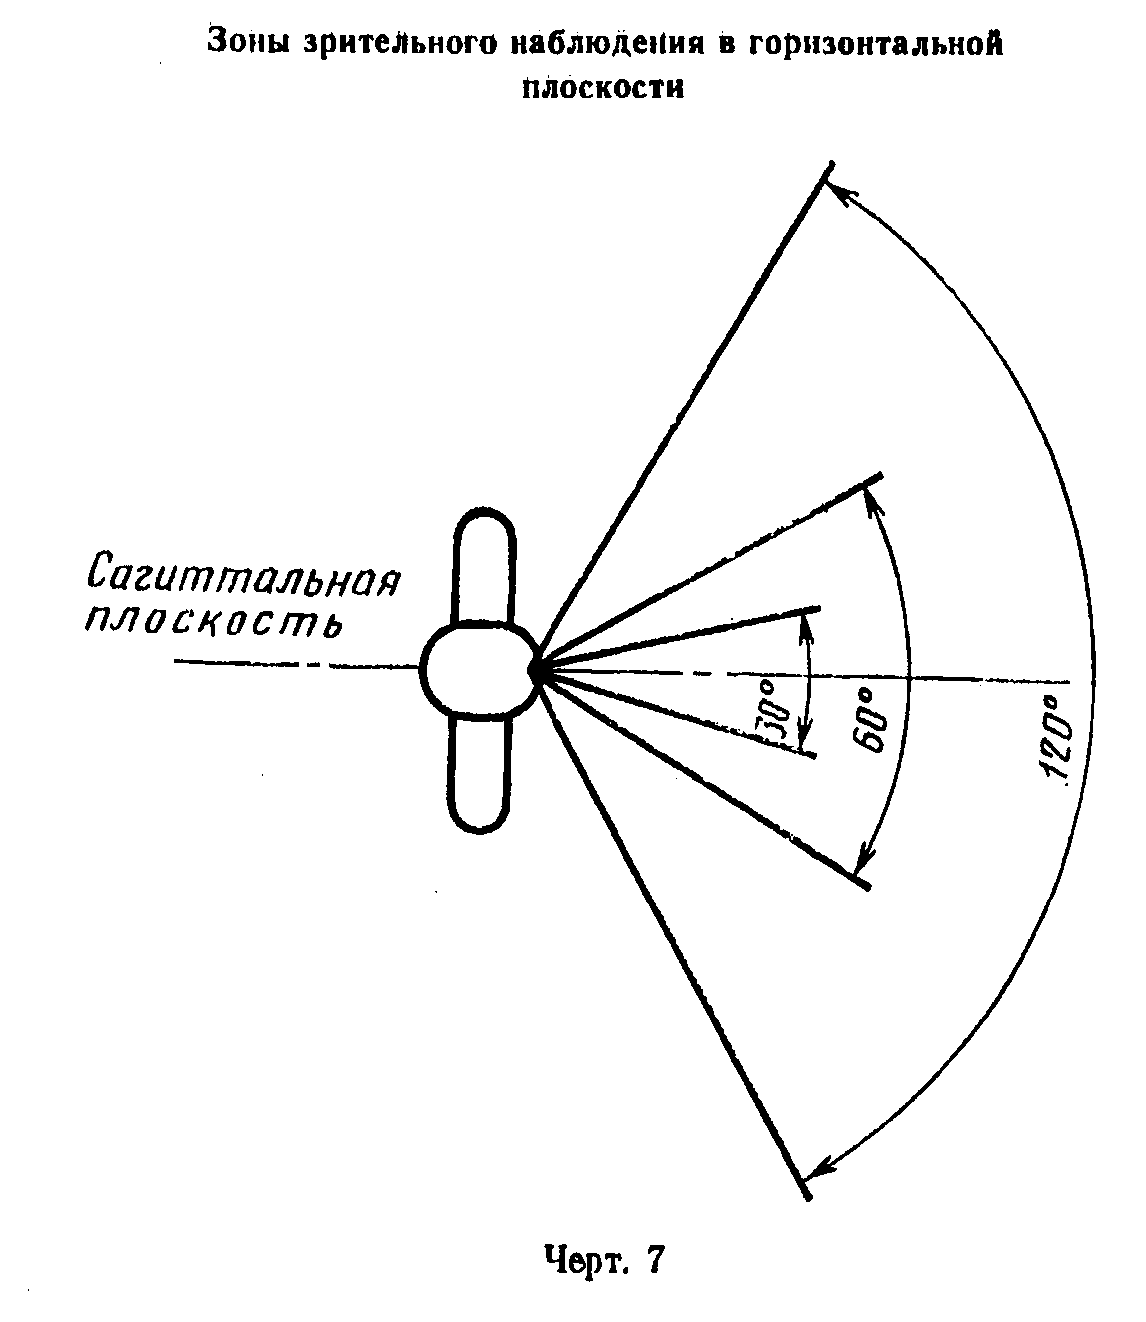 Зоны зрительного наблюдения в горизонтальной
плоскости
Сагиттальная
плоскость
30°
60°
120°
Черт. 7